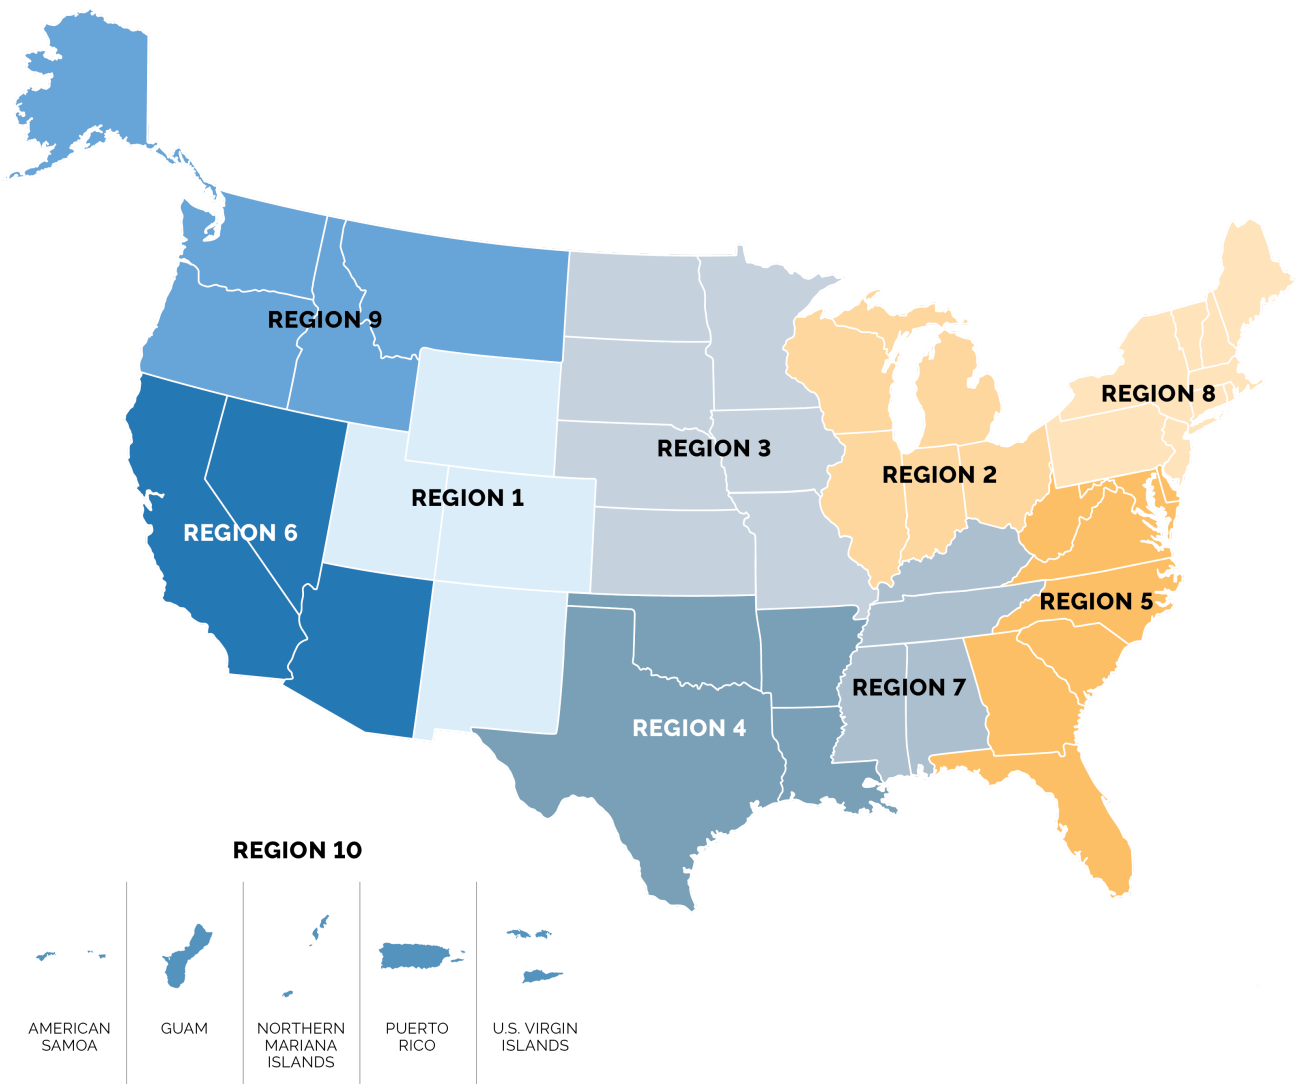 REGION 9
REGION 8
REGION 3
REGION 2
REGION 1
REGION 6
REGION 5
REGION 7
REGION 4
REGION 10
AMERICAN
SAMOA
GUAM
NORTHERN
MARIANA
ISLANDS
PUERTO
RICO
U.S. VIRGIN
ISLANDS